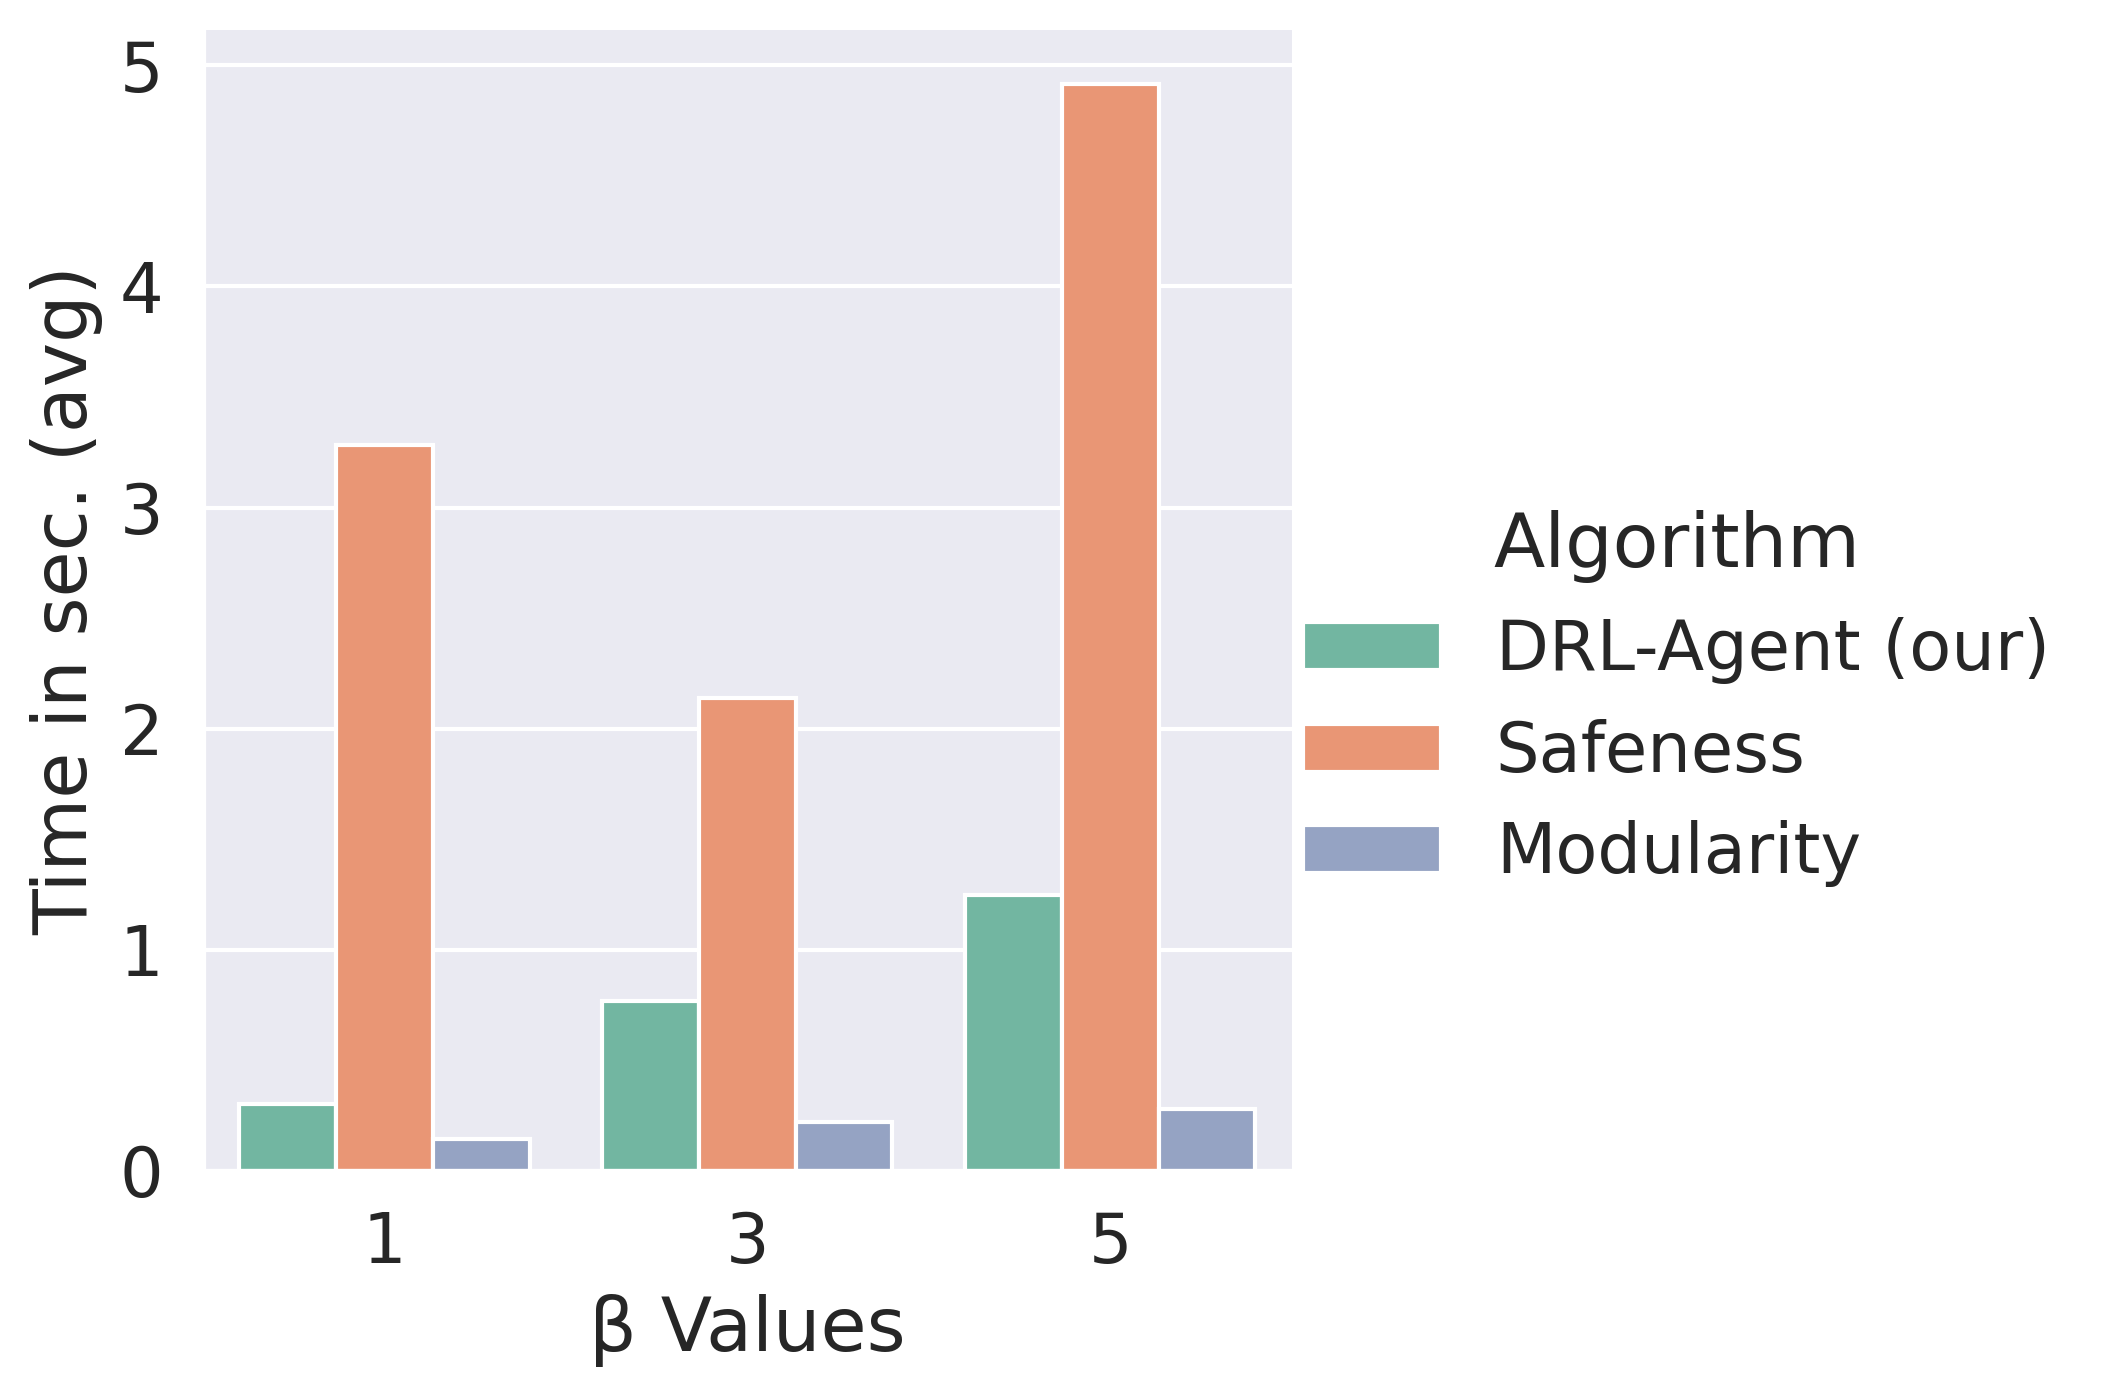 Time in sec. (avg)
5
4
3
2
1
0
1 3 5
β Values
Algorithm
DRL-Agent (our)
Safeness
Modularity